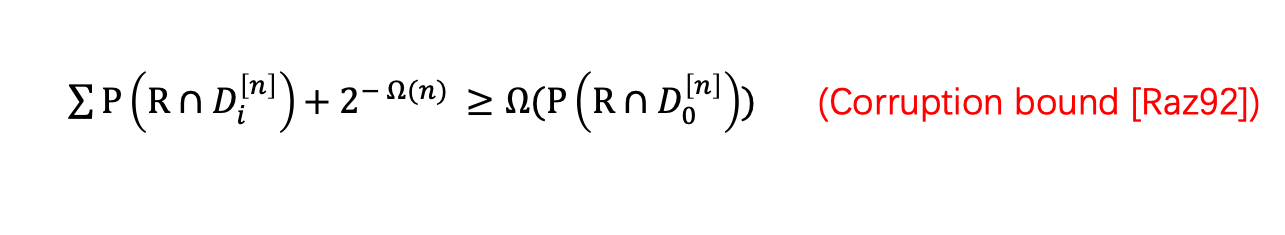 ∑ P(R ∩ D_i^{[n]}) + 2^{− Ω(n)} ≥ Ω(P(R ∩ D_0^{[n]})) (Corruption bound [Raz92])